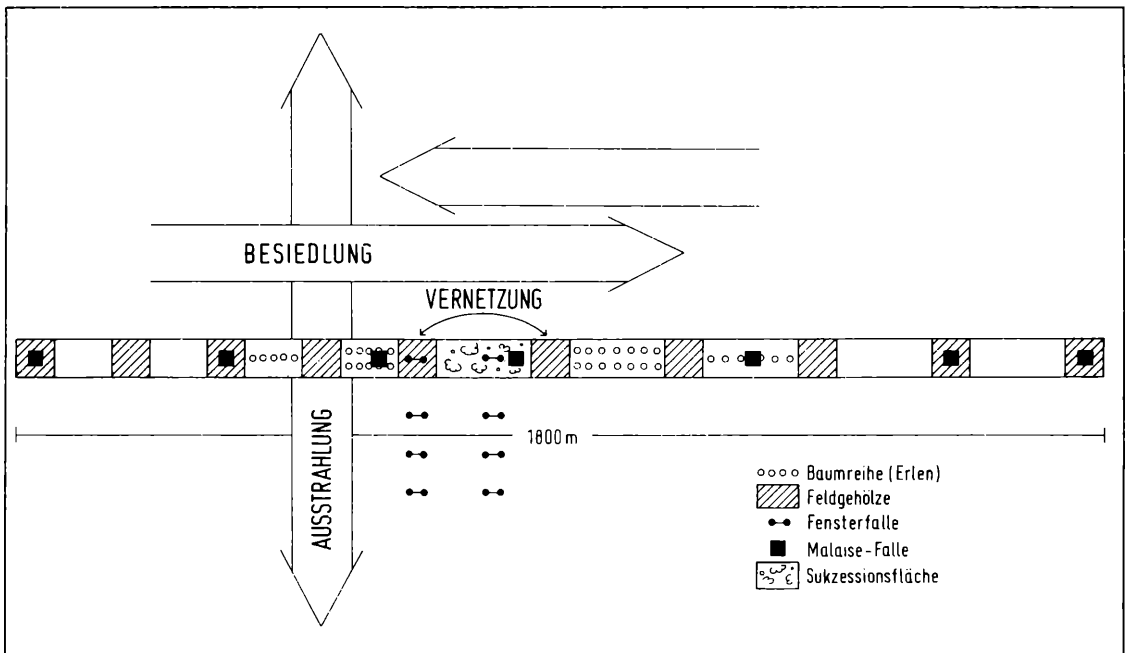 BESIEDLUNG
VERNETZUNG
AUSSTRAHLUNG
1800 m
Baumreihe (Erlen)
Feldgehölze
Fensterfalle
Malaise-Falle
Sukzessionsfläche